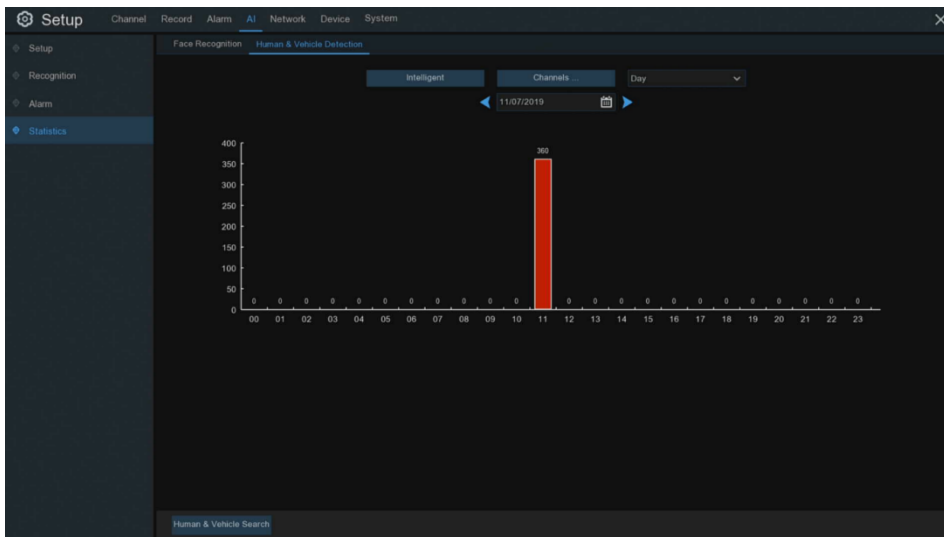 Setup Channel Record Alarm AI Network Device System
Setup
Recognition
Alarm
Statistics
Face Recognition Human & Vehicle Detection
Intelligent Channels ... Day
11/07/2019
400
350
300
250
200
150
100
50
0
360
0 0 0 0 0 0 0 0 0 0 0 0 0 0 0 0 0 0 0 0 0 0 0
00 01 02 03 04 05 06 07 08 09 10 11 12 13 14 15 16 17 18 19 20 21 22 23
Human & Vehicle Search